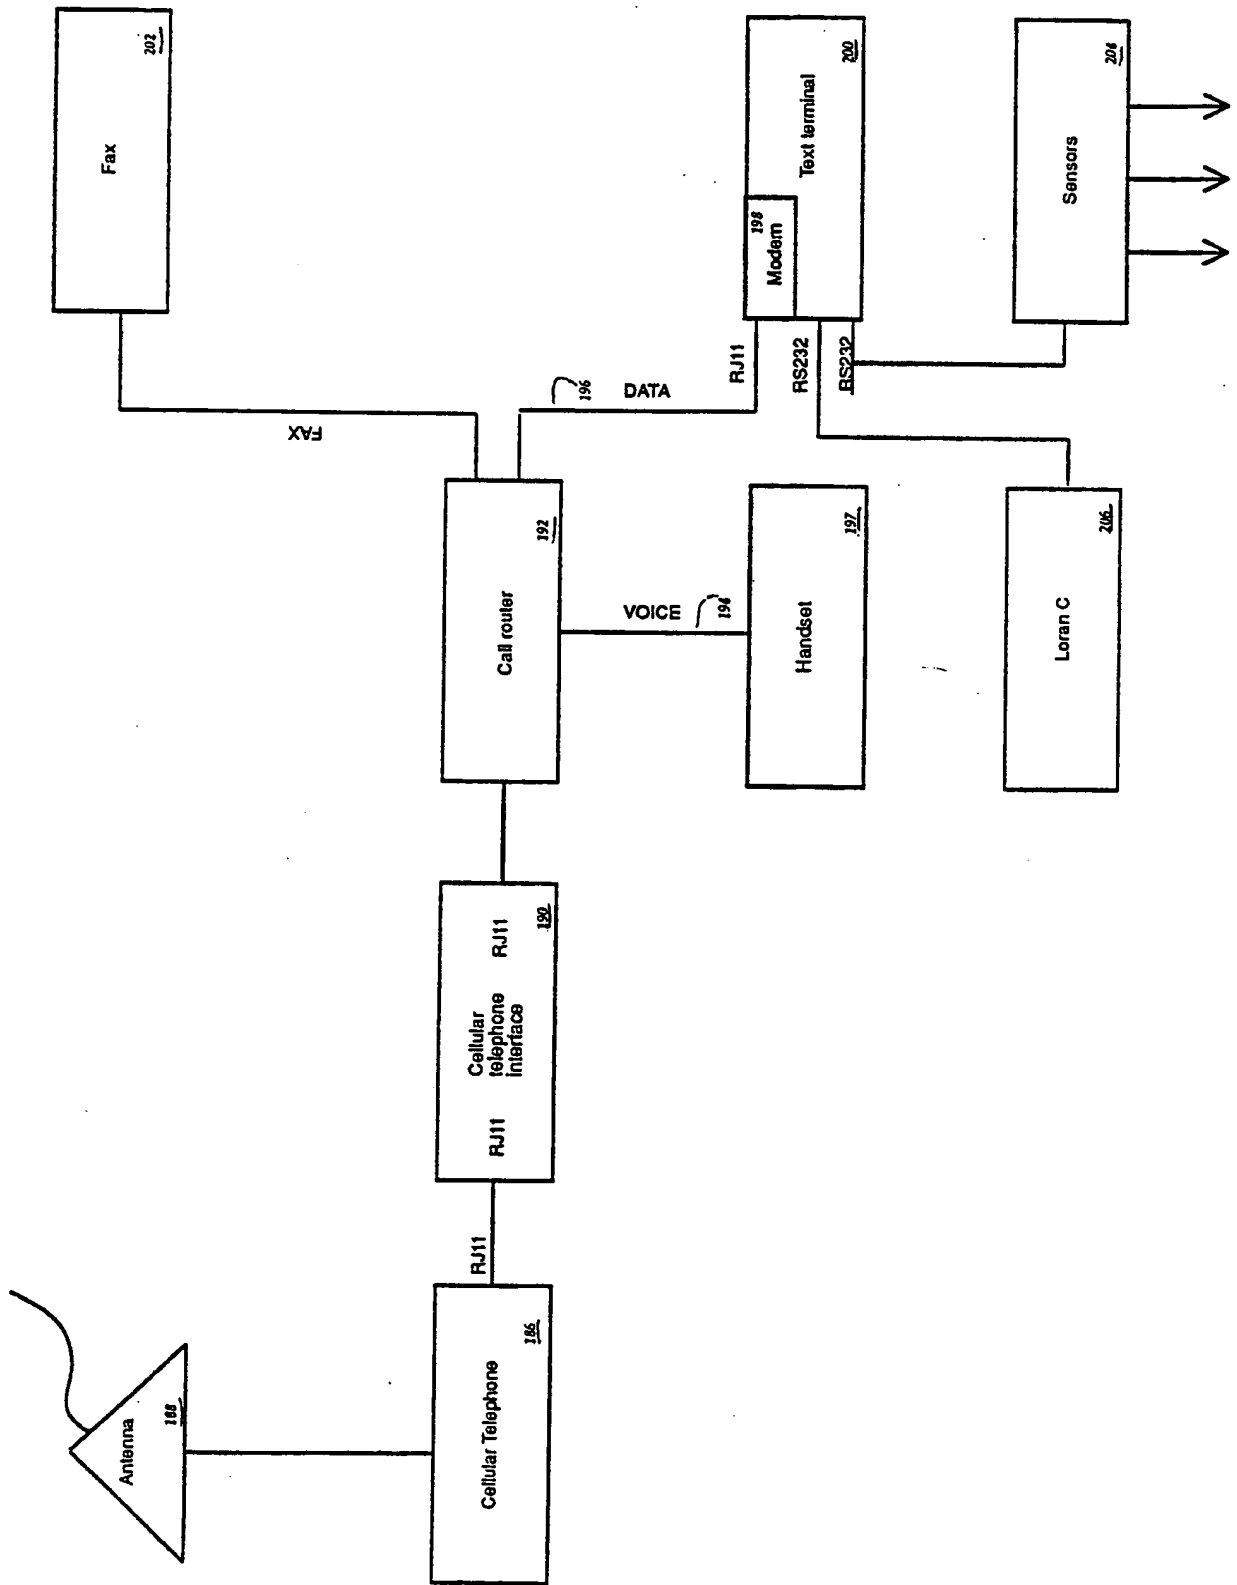 Antenna
188
Fax
202
FAX
Cellular Telephone
186
RJ11
RJ11
Cellular
telephone
interface
RJ11
190
Call router
192
196
DATA
VOICE
194
RJ11
RS232
RS232
198
Modem
Text terminal
200
Handset
197
Loran C
206
Sensors
204